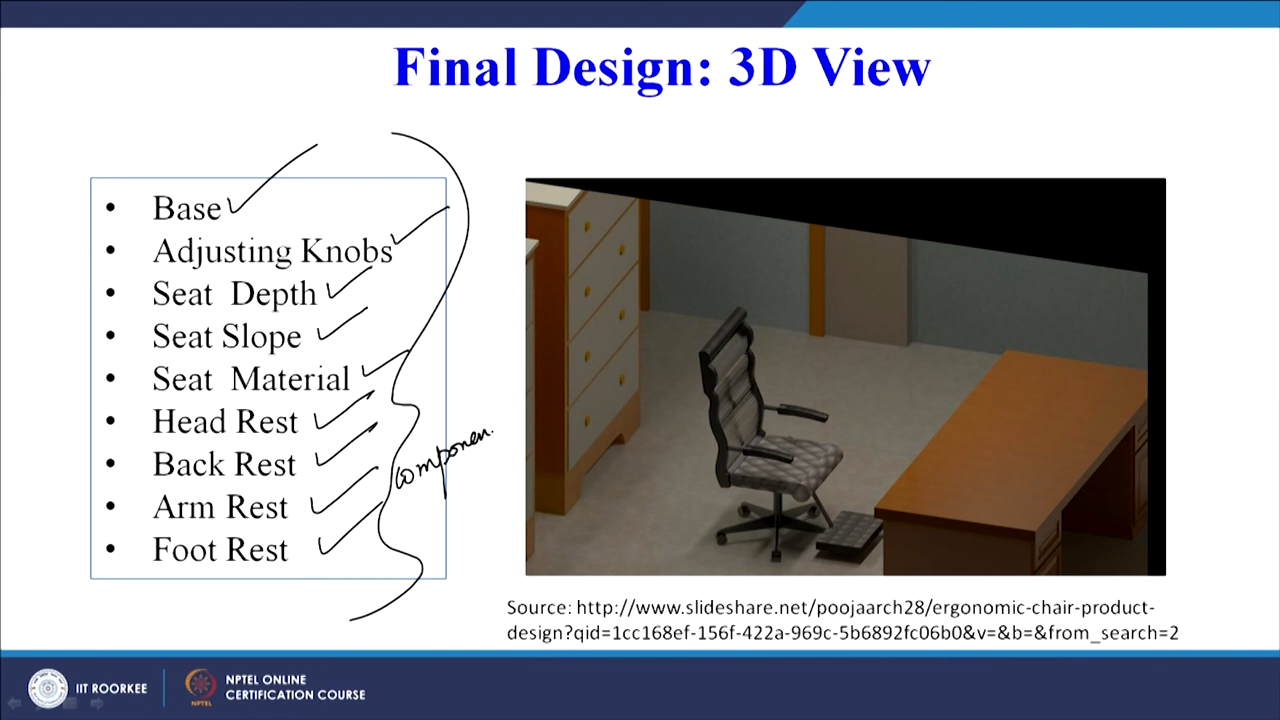 Final Design: 3D View
• Base
• Adjusting Knobs
• Seat Depth
• Seat Slope
• Seat Material
• Head Rest
• Back Rest
• Arm Rest
• Foot Rest
Componen.
Source: http://www.slideshare.net/poojaarch28/ergonomic-chair-product-
design?qid=1cc168ef-156f-422a-969c-5b6892fc06b0&v=&b=&from_search=2
IIT ROORKEE
NPTEL
NPTEL ONLINE
CERTIFICATION COURSE